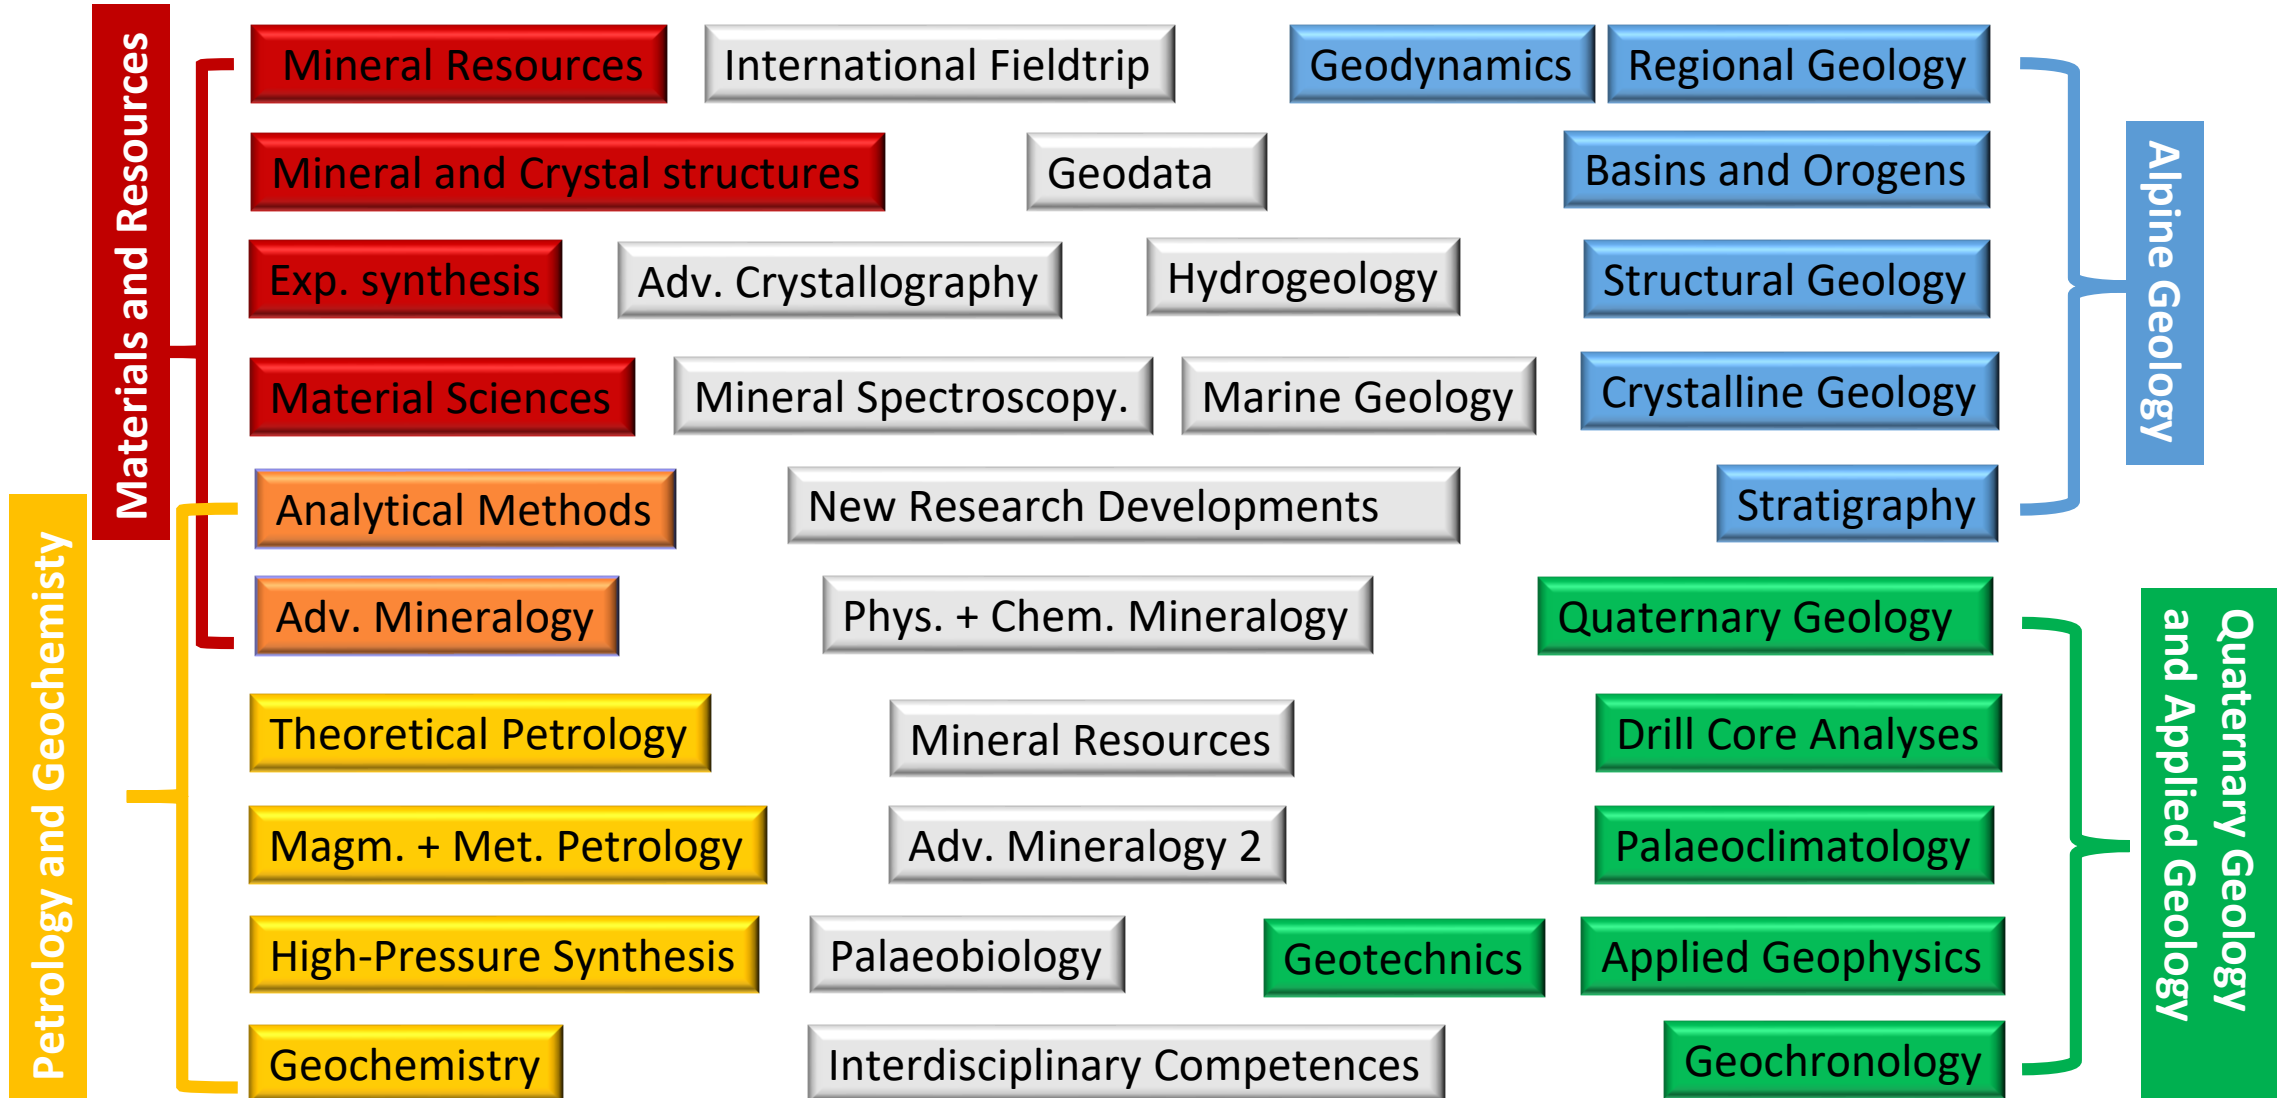 Materials and Resources
Petrology and Geochemisty
Mineral Resources
International Fieldtrip
Geodynamics
Regional Geology
Mineral and Crystal structures
Geodata
Basins and Orogens
Exp. synthesis
Adv. Crystallography
Hydrogeology
Structural Geology
Material Sciences
Mineral Spectroscopy.
Marine Geology
Crystalline Geology
Analytical Methods
New Research Developments
Stratigraphy
Adv. Mineralogy
Phys. + Chem. Mineralogy
Quaternary Geology
Theoretical Petrology
Mineral Resources
Drill Core Analyses
Magm. + Met. Petrology
Adv. Mineralogy 2
Palaeoclimatology
High-Pressure Synthesis
Palaeobiology
Geotechnics
Applied Geophysics
Geochemistry
Interdisciplinary Competences
Geochronology
Alpine Geology
Quaternary Geology
and Applied Geology